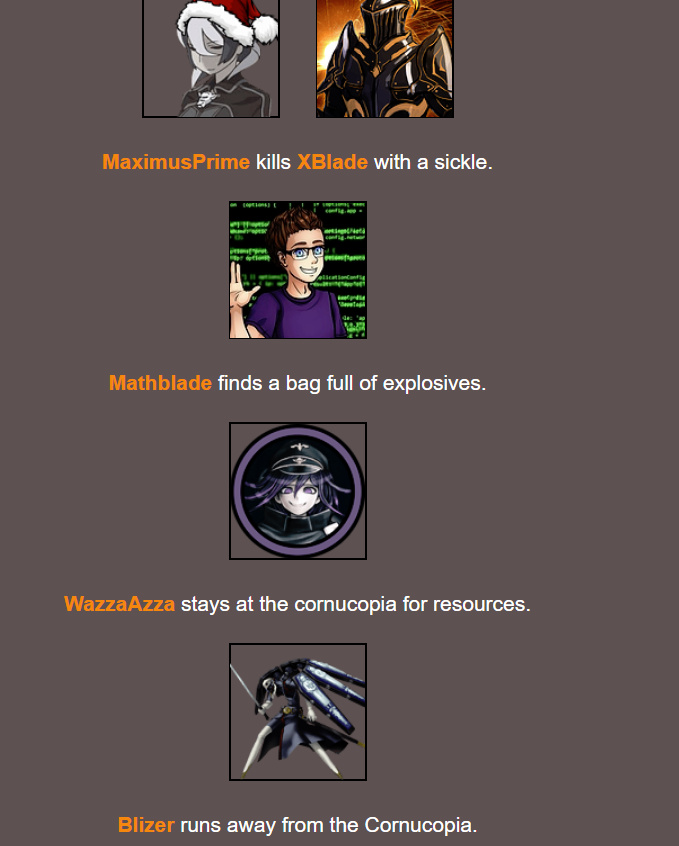 MaximusPrime kills XBlade with a sickle.
Mathblade finds a bag full of explosives.
WazzaAzza stays at the cornucopia for resources.
Blizer runs away from the Cornucopia.